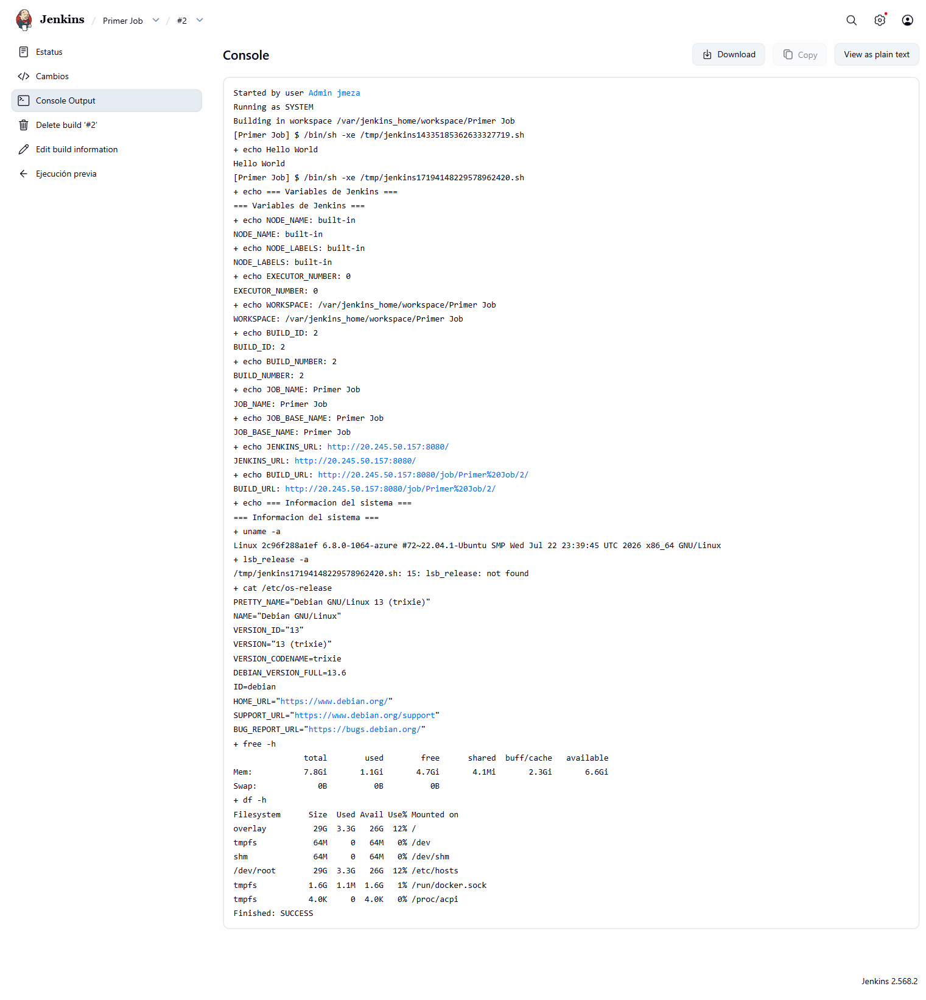 Jenkins / Primer Job / #2
Estatus
Cambios
Console Output
Delete build ‘#2’
Edit build information
Ejecución previa
Console
Download
Copy
View as plain text
Started by user Admin jmeza
Running as SYSTEM
Building in workspace /var/jenkins_home/workspace/Primer Job
[Primer Job] $ /bin/sh -xe /tmp/jenkins14335185362633327719.sh
+ echo Hello World
Hello World
[Primer Job] $ /bin/sh -xe /tmp/jenkins17194148229578962420.sh
+ echo === Variables de Jenkins ===
=== Variables de Jenkins ===
+ echo NODE_NAME: built-in
NODE_NAME: built-in
+ echo NODE_LABELS: built-in
NODE_LABELS: built-in
+ echo EXECUTOR_NUMBER: 0
EXECUTOR_NUMBER: 0
+ echo WORKSPACE: /var/jenkins_home/workspace/Primer Job
WORKSPACE: /var/jenkins_home/workspace/Primer Job
+ echo BUILD_ID: 2
BUILD_ID: 2
+ echo BUILD_NUMBER: 2
BUILD_NUMBER: 2
+ echo JOB_NAME: Primer Job
JOB_NAME: Primer Job
+ echo JOB_BASE_NAME: Primer Job
JOB_BASE_NAME: Primer Job
+ echo JENKINS_URL: http://20.245.50.157:8080/
JENKINS_URL: http://20.245.50.157:8080/
+ echo BUILD_URL: http://20.245.50.157:8080/job/Primer%20Job/2/
BUILD_URL: http://20.245.50.157:8080/job/Primer%20Job/2/
+ echo === Informacion del sistema ===
=== Informacion del sistema ===
+ uname -a
Linux 2c96f288a1ef 6.8.0-1064-azure #72~22.04.1-Ubuntu SMP Wed Jul 22 23:39:45 UTC 2026 x86_64 GNU/Linux
+ lsb_release -a
/tmp/jenkins17194148229578962420.sh: 15: lsb_release: not found
+ cat /etc/os-release
PRETTY_NAME="Debian GNU/Linux 13 (trixie)"
NAME="Debian GNU/Linux"
VERSION_ID="13"
VERSION="13 (trixie)"
VERSION_CODENAME=trixie
DEBIAN_VERSION_FULL=13.6
ID=debian
HOME_URL="https://www.debian.org/"
SUPPORT_URL="https://www.debian.org/support"
BUG_REPORT_URL="https://bugs.debian.org/"
+ free -h
total used free shared buff/cache available
Mem: 7.8Gi 1.1Gi 4.7Gi 4.1Mi 2.3Gi 6.6Gi
Swap: 0B 0B 0B
+ df -h
Filesystem Size Used Avail Use% Mounted on
overlay 29G 3.3G 26G 12% /
tmpfs 64M 0 64M 0% /dev
shm 64M 0 64M 0% /dev/shm
/dev/root 29G 3.3G 26G 12% /etc/hosts
tmpfs 1.6G 1.1M 1.6G 1% /run/docker.sock
tmpfs 4.0K 0 4.0K 0% /proc/acpi
Finished: SUCCESS
Jenkins 2.568.2